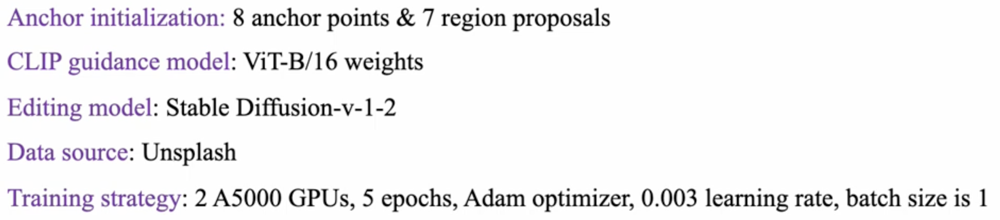 Anchor initialization: 8 anchor points & 7 region proposals
CLIP guidance model: ViT-B/16 weights
Editing model: Stable Diffusion-v-1-2
Data source: Unsplash
Training strategy: 2 A5000 GPUs, 5 epochs, Adam optimizer, 0.003 learning rate, batch size is 1